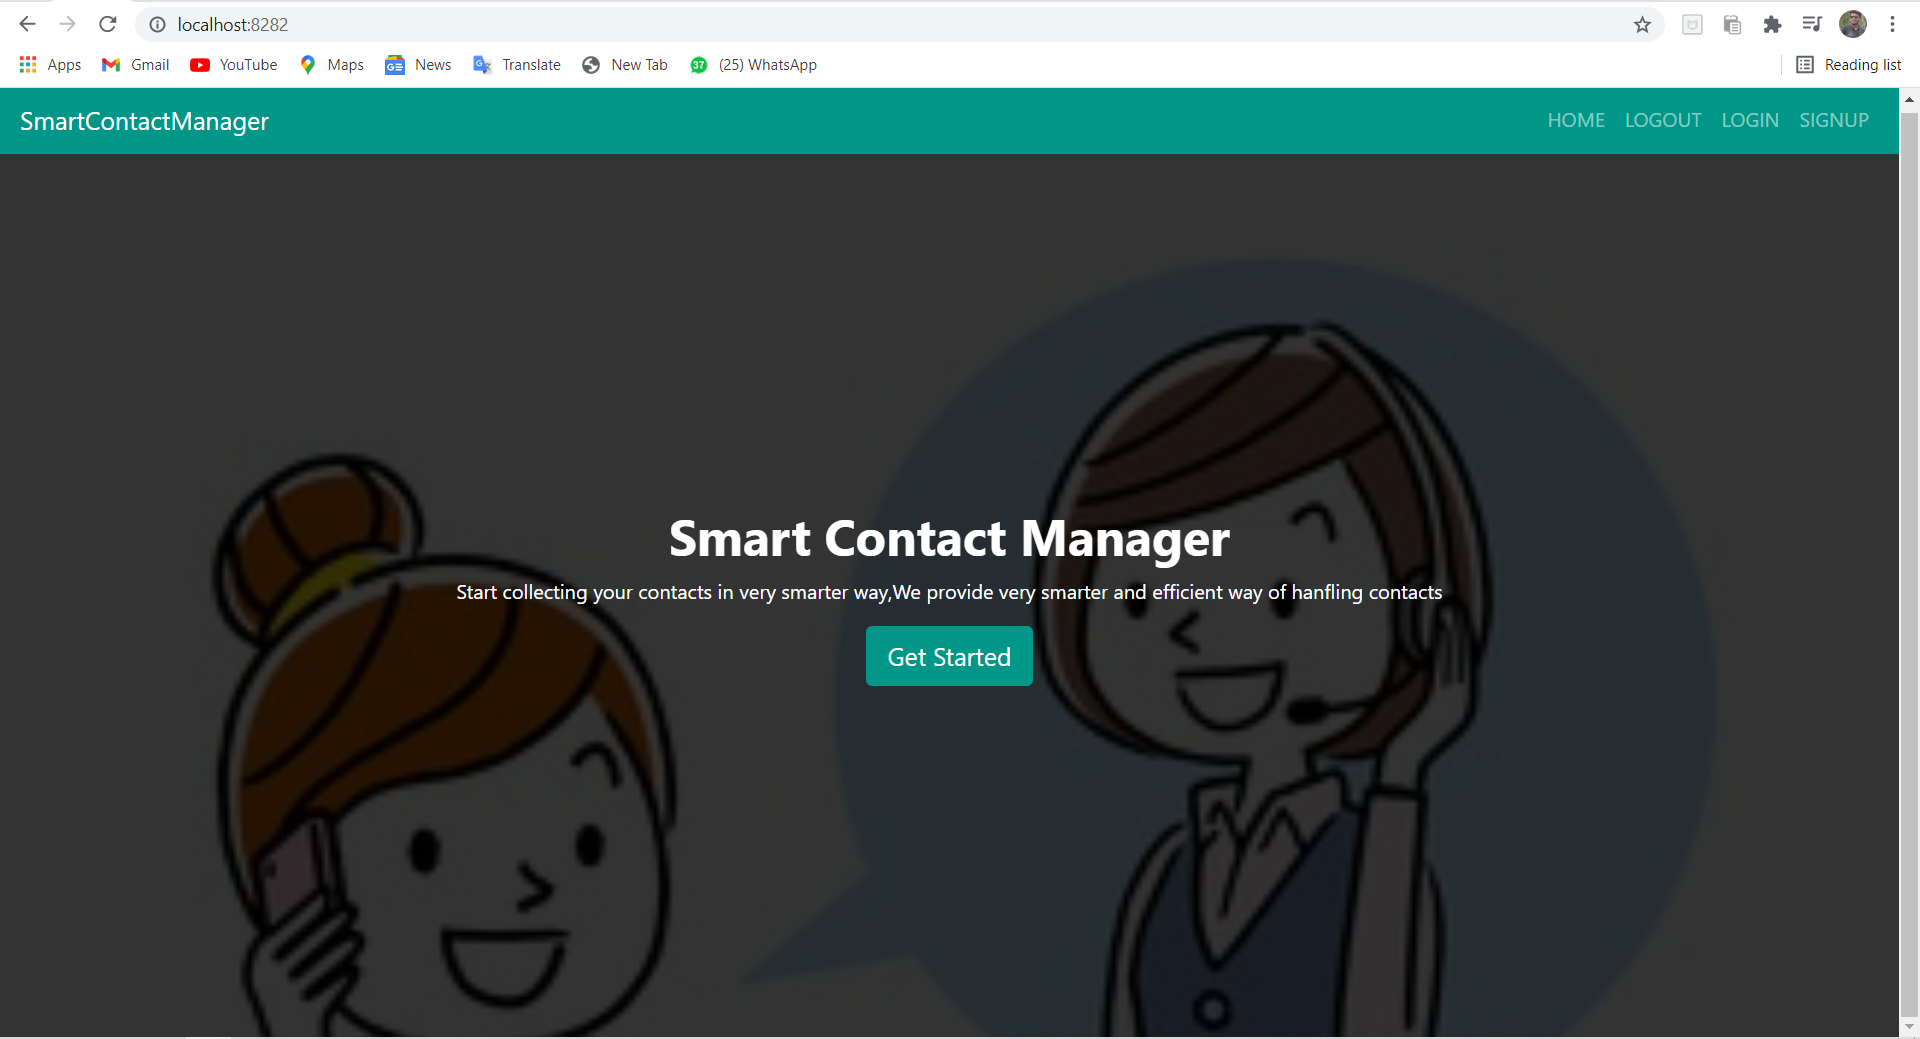 localhost:8282
Apps Gmail YouTube Maps News Translate New Tab 37 (25) WhatsApp Reading list
SmartContactManager HOME LOGOUT LOGIN SIGNUP
Smart Contact Manager
Start collecting your contacts in very smarter way,We provide very smarter and efficient way of hanfling contacts
Get Started